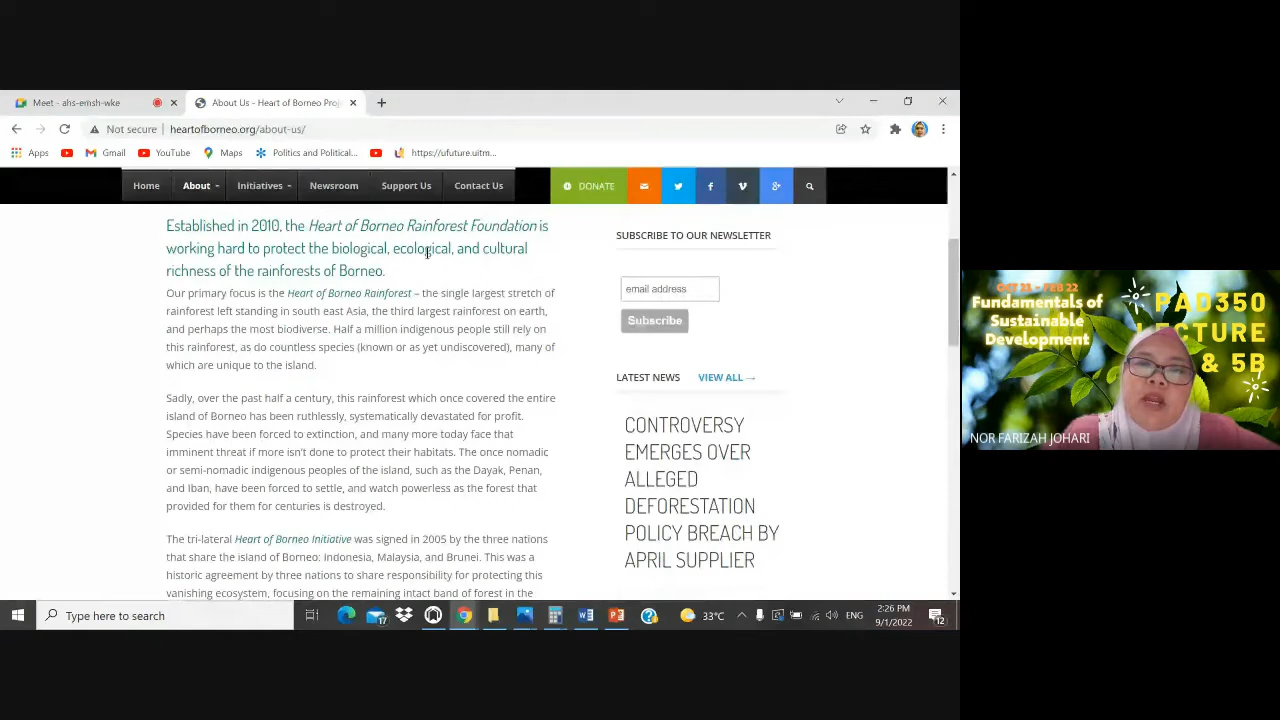 Meet - ahs-emsh-wke
About Us - Heart of Borneo Proj
Not secure heartofborneo.org/about-us/
Apps Gmail YouTube Maps Politics and Political... https://ufuture.uitm...
Home About Initiatives Newsroom Support Us Contact Us DONATE
Established in 2010, the Heart of Borneo Rainforest Foundation is
working hard to protect the biological, ecological, and cultural
richness of the rainforests of Borneo.
Our primary focus is the Heart of Borneo Rainforest – the single largest stretch of
rainforest left standing in south east Asia, the third largest rainforest on earth,
and perhaps the most biodiverse. Half a million indigenous people still rely on
this rainforest, as do countless species (known or as yet undiscovered), many of
which are unique to the island.
Sadly, over the past half a century, this rainforest which once covered the entire
island of Borneo has been ruthlessly, systematically devastated for profit.
Species have been forced to extinction, and many more today face that
imminent threat if more isn't done to protect their habitats. The once nomadic
or semi-nomadic indigenous peoples of the island, such as the Dayak, Penan,
and Iban, have been forced to settle, and watch powerless as the forest that
provided for them for centuries is destroyed.
The tri-lateral Heart of Borneo Initiative was signed in 2005 by the three nations
that share the island of Borneo: Indonesia, Malaysia, and Brunei. This was a
historic agreement by three nations to share responsibility for protecting this
vanishing ecosystem, focusing on the remaining intact band of forest in the
SUBSCRIBE TO OUR NEWSLETTER
email address
Subscribe
LATEST NEWS VIEW ALL →
CONTROVERSY
EMERGES OVER
ALLEGED
DEFORESTATION
POLICY BREACH BY
APRIL SUPPLIER
Type here to search
17
33°C
ENG
2:26 PM
9/1/2022
12
OCT 21 - FEB 22
Fundamentals of
Sustainable
Development
PAD350
LECTURE
& 5B
NOR FARIZAH JOHARI